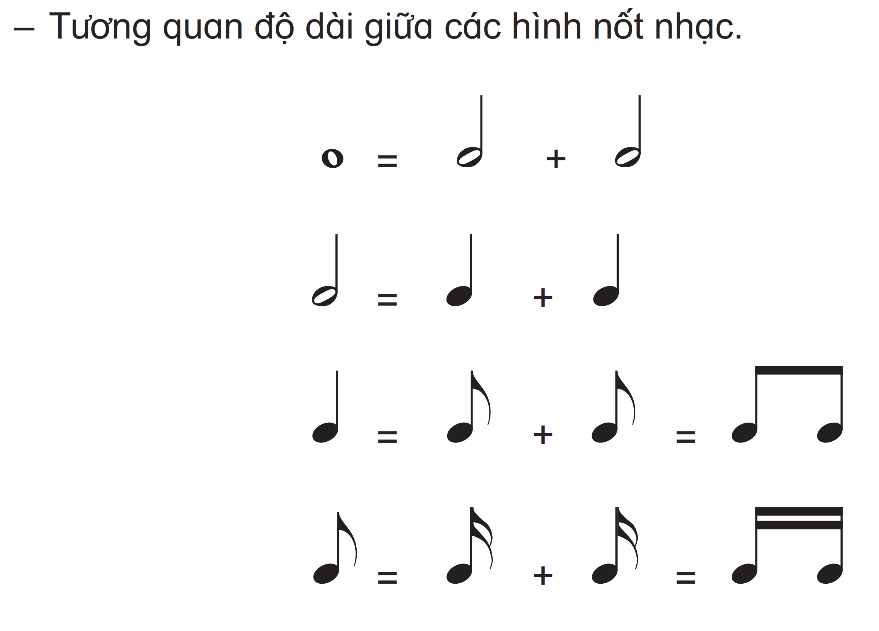 – Tương quan độ dài giữa các hình nốt nhạc.
= +
= +
= + =
= + =